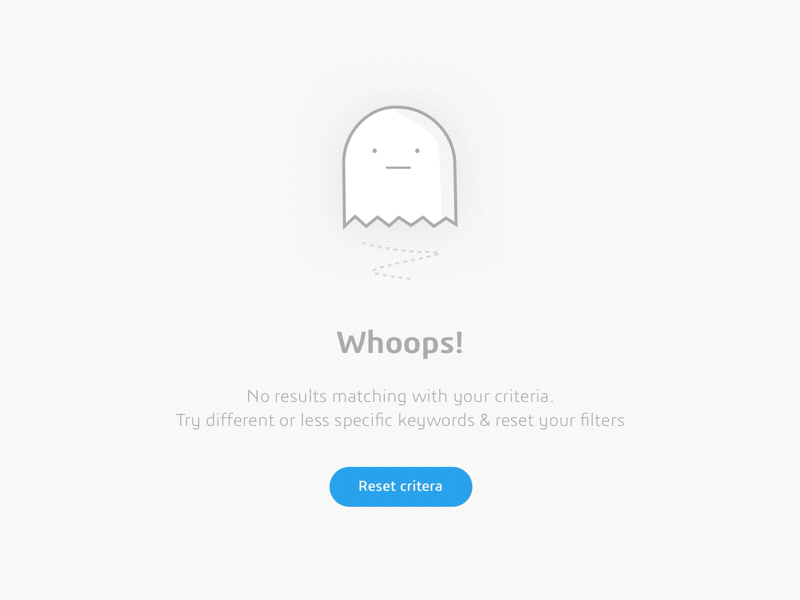 Whoops!
No results matching with your criteria.
Try different or less specific keywords & reset your filters
Reset critera